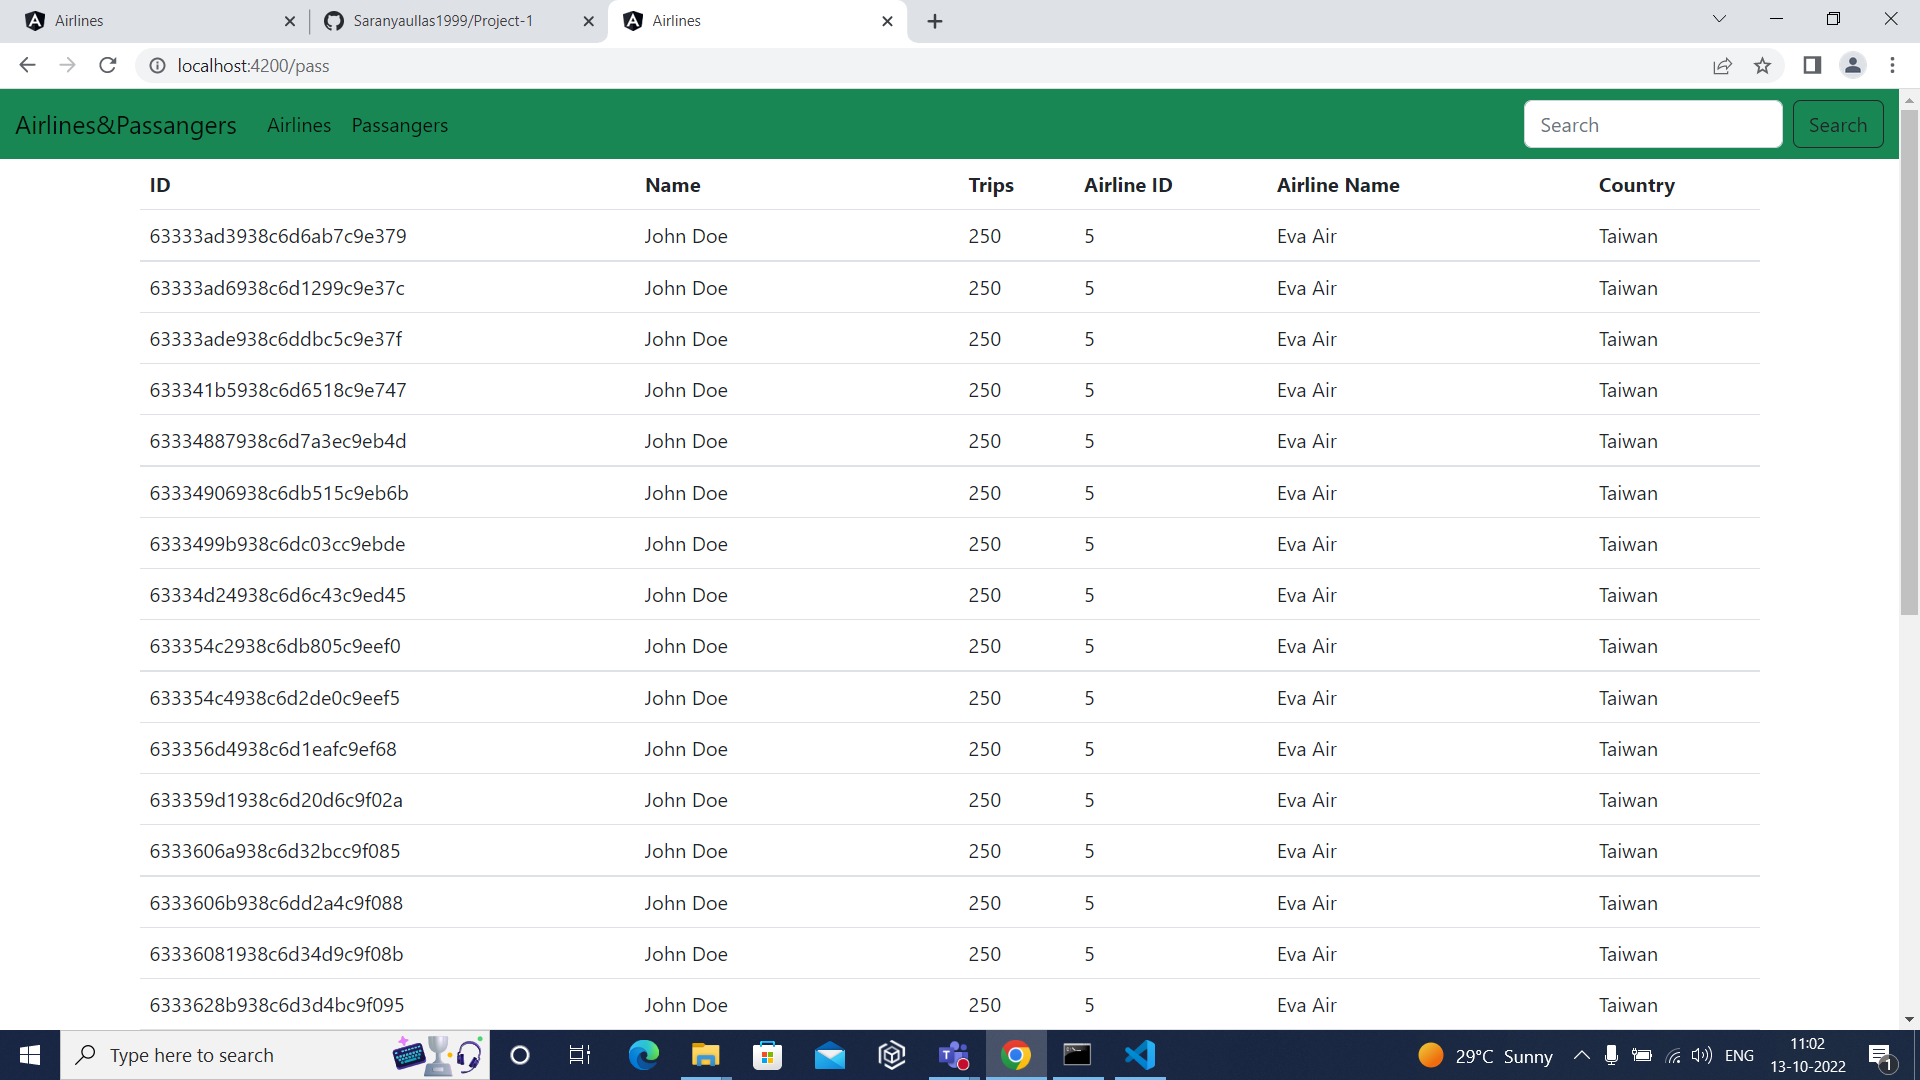 Airlines
Saranyaullas1999/Project-1
Airlines
localhost:4200/pass
Airlines&Passangers Airlines Passangers Search Search
ID Name Trips Airline ID Airline Name Country
63333ad3938c6d6ab7c9e379 John Doe 250 5 Eva Air Taiwan
63333ad6938c6d1299c9e37c John Doe 250 5 Eva Air Taiwan
63333ade938c6ddbc5c9e37f John Doe 250 5 Eva Air Taiwan
633341b5938c6d6518c9e747 John Doe 250 5 Eva Air Taiwan
63334887938c6d7a3ec9eb4d John Doe 250 5 Eva Air Taiwan
63334906938c6db515c9eb6b John Doe 250 5 Eva Air Taiwan
6333499b938c6dc03cc9ebde John Doe 250 5 Eva Air Taiwan
63334d24938c6d6c43c9ed45 John Doe 250 5 Eva Air Taiwan
633354c2938c6db805c9eef0 John Doe 250 5 Eva Air Taiwan
633354c4938c6d2de0c9eef5 John Doe 250 5 Eva Air Taiwan
633356d4938c6d1eafc9ef68 John Doe 250 5 Eva Air Taiwan
633359d1938c6d20d6c9f02a John Doe 250 5 Eva Air Taiwan
6333606a938c6d32bcc9f085 John Doe 250 5 Eva Air Taiwan
6333606b938c6dd2a4c9f088 John Doe 250 5 Eva Air Taiwan
63336081938c6d34d9c9f08b John Doe 250 5 Eva Air Taiwan
6333628b938c6d3d4bc9f095 John Doe 250 5 Eva Air Taiwan
Type here to search
29°C Sunny
ENG
11:02
13-10-2022
1